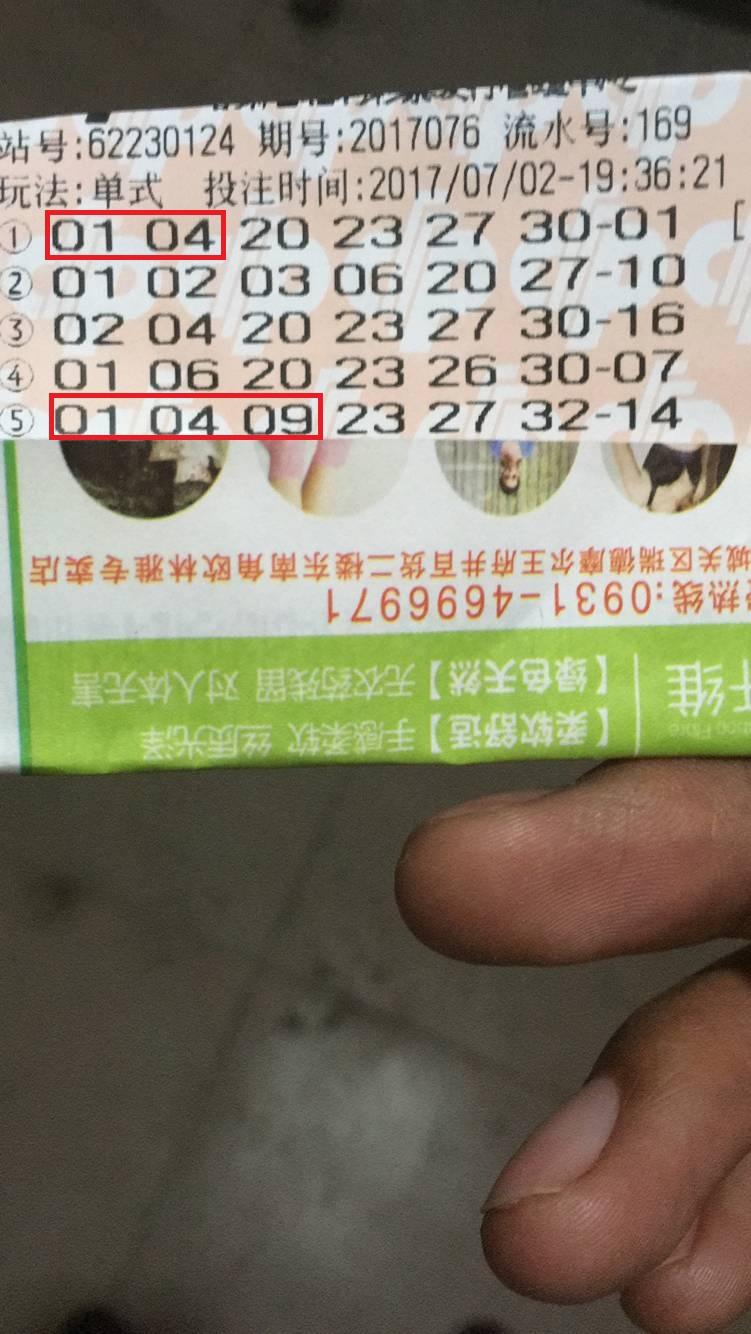 站号:62230124 期号:2017076 流水号:169
玩法:单式 投注时间:2017/07/02-19:36:21
① 01 04 20 23 27 30-01 [
② 01 02 03 06 20 27-10
③ 02 04 20 23 27 30-16
④ 01 06 20 23 26 30-07
⑤ 01 04 09 23 27 32-14
城关区瑞德摩尔王府井百货二楼东南角欧林雅专卖店
热线:0931-4696971
【绿色天然】无农药残留 对人体无害
【柔软舒适】手感柔软 丝质光泽
纤维